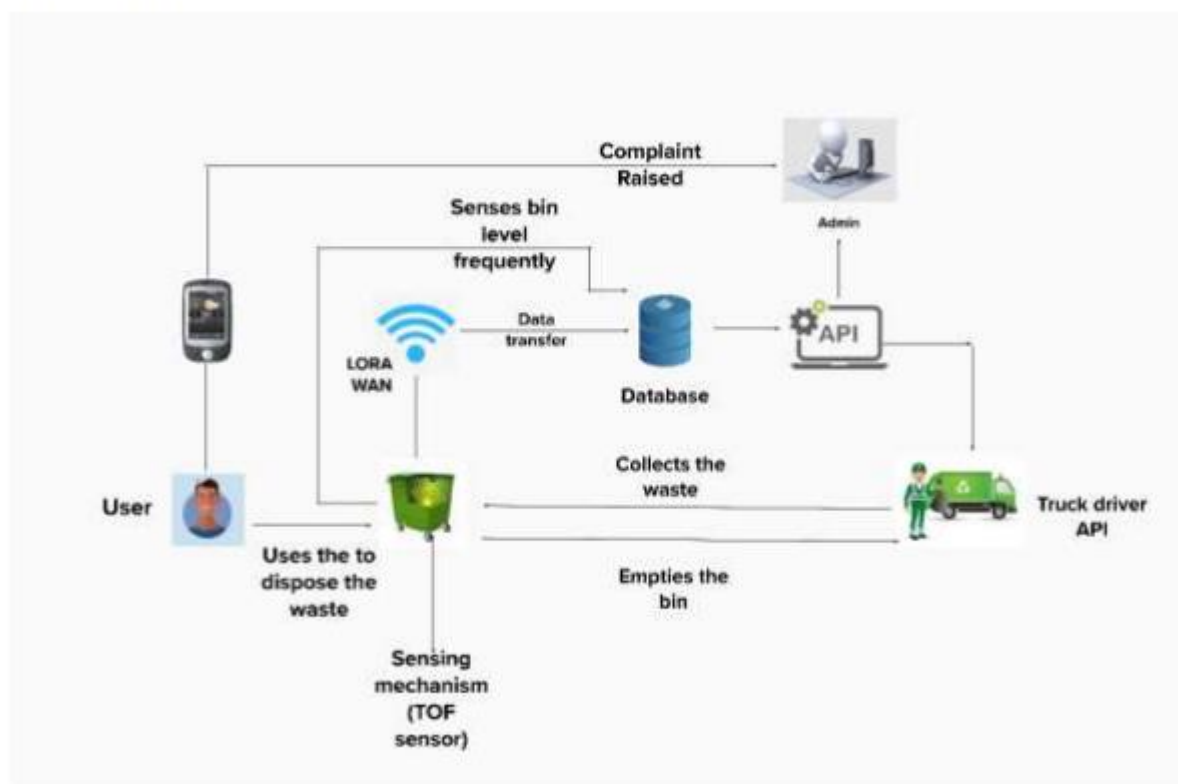 Complaint
Raised
Admin
Senses bin
level
frequently
Data
transfer
LORA
WAN
API
Database
Collects the
waste
User
Truck driver
API
Uses the to
dispose the
waste
Empties the
bin
Sensing
mechanism
(TOF
sensor)